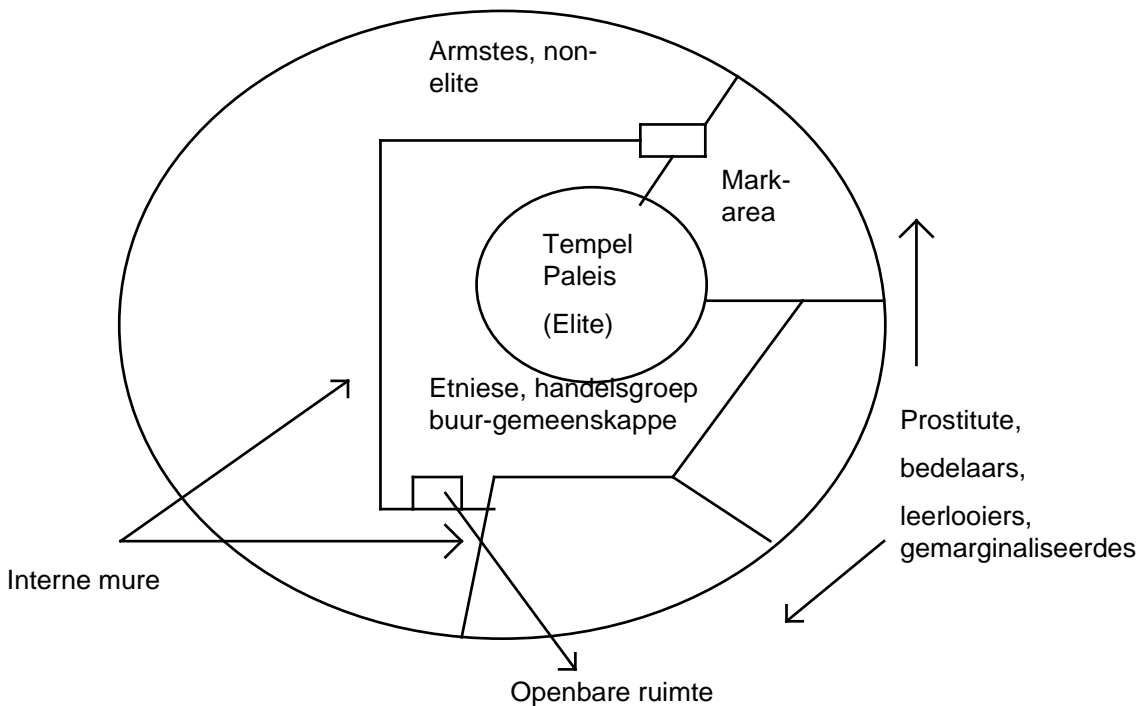 Armstes, non-
elite
Mark-
area
Tempel
Paleis
(Elite)
Etniese, handelsgroep
buur-gemeenskappe
Prostitute,
bedelaars,
leerlooiers,
gemarginaliseerdes
Interne mure
Openbare ruimte